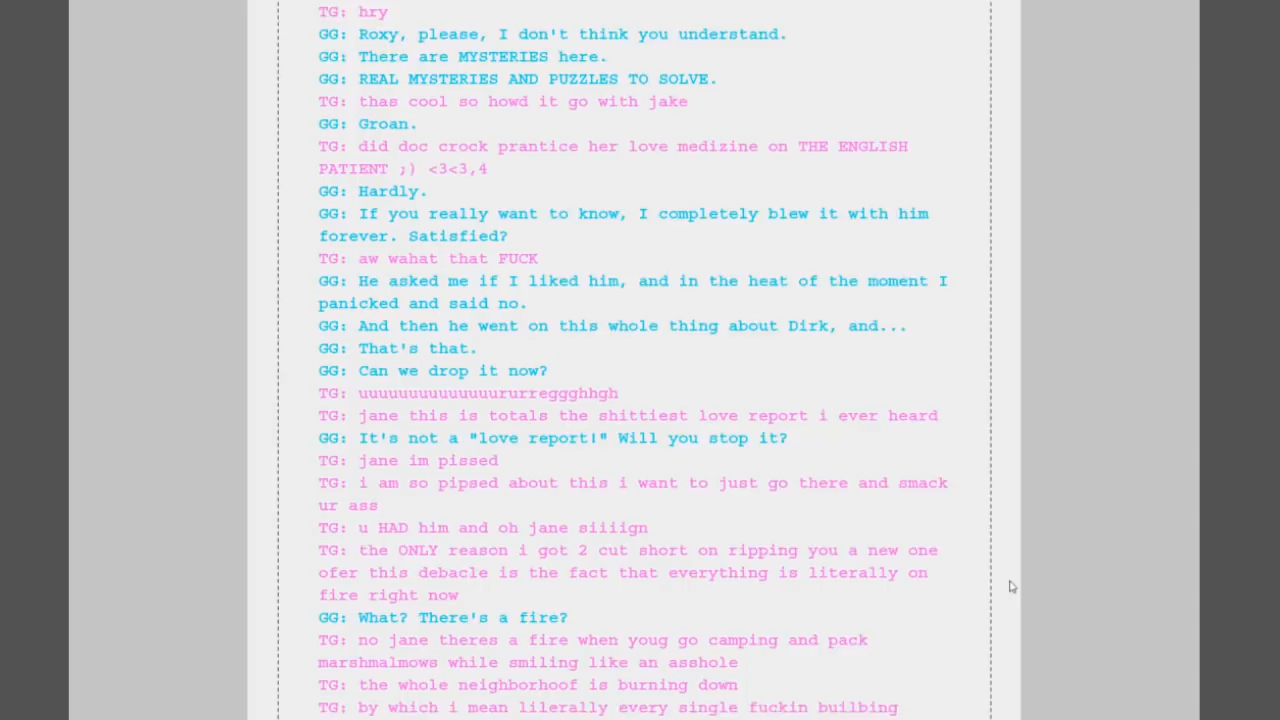 TG: hry
GG: Roxy, please, I don't think you understand.
GG: There are MYSTERIES here.
GG: REAL MYSTERIES AND PUZZLES TO SOLVE.
TG: thas cool so howd it go with jake
GG: Groan.
TG: did doc crock prantice her love medizine on THE ENGLISH
PATIENT ;) <3<3,4
GG: Hardly.
GG: If you really want to know, I completely blew it with him
forever. Satisfied?
TG: aw wahat that FUCK
GG: He asked me if I liked him, and in the heat of the moment I
panicked and said no.
GG: And then he went on this whole thing about Dirk, and...
GG: That's that.
GG: Can we drop it now?
TG: uuuuuuuuuuuuuururreggghhgh
TG: jane this is totals the shittiest love report i ever heard
GG: It's not a "love report!" Will you stop it?
TG: jane im pissed
TG: i am so pipsed about this i want to just go there and smack
ur ass
TG: u HAD him and oh jane siiiign
TG: the ONLY reason i got 2 cut short on ripping you a new one
ofer this debacle is the fact that everything is literally on
fire right now
GG: What? There's a fire?
TG: no jane theres a fire when youg go camping and pack
marshmalmows while smiling like an asshole
TG: the whole neighborhoof is burning down
TG: by which i mean lilerally every single fuckin builbing